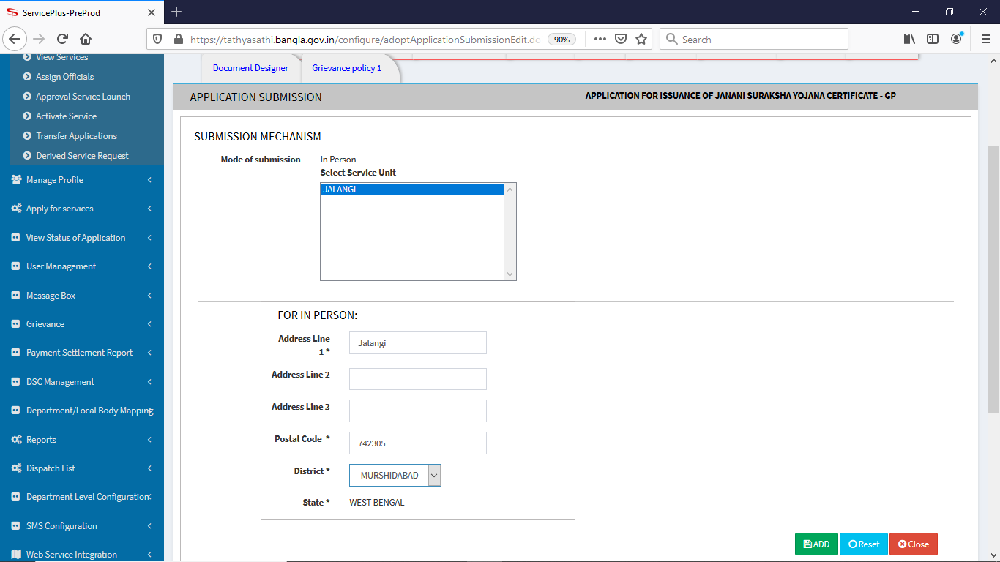 ServicePlus-PreProd
https://tathyasathi.bangla.gov.in/configure/adoptApplicationSubmissionEdit.do
90%
Search
View Services
Assign Officials
Approval Service Launch
Activate Service
Transfer Applications
Derived Service Request
Manage Profile
Apply for services
View Status of Application
User Management
Message Box
Grievance
Payment Settlement Report
DSC Management
Department/Local Body Mapping
Reports
Dispatch List
Department Level Configuration
SMS Configuration
Web Service Integration
Document Designer
Grievance policy 1
APPLICATION SUBMISSION
APPLICATION FOR ISSUANCE OF JANANI SURAKSHA YOJANA CERTIFICATE - GP
SUBMISSION MECHANISM
Mode of submission In Person
Select Service Unit
JALANGI
FOR IN PERSON:
Address Line 1 * Jalangi
Address Line 2
Address Line 3
Postal Code * 742305
District * MURSHIDABAD
State * WEST BENGAL
ADD Reset Close